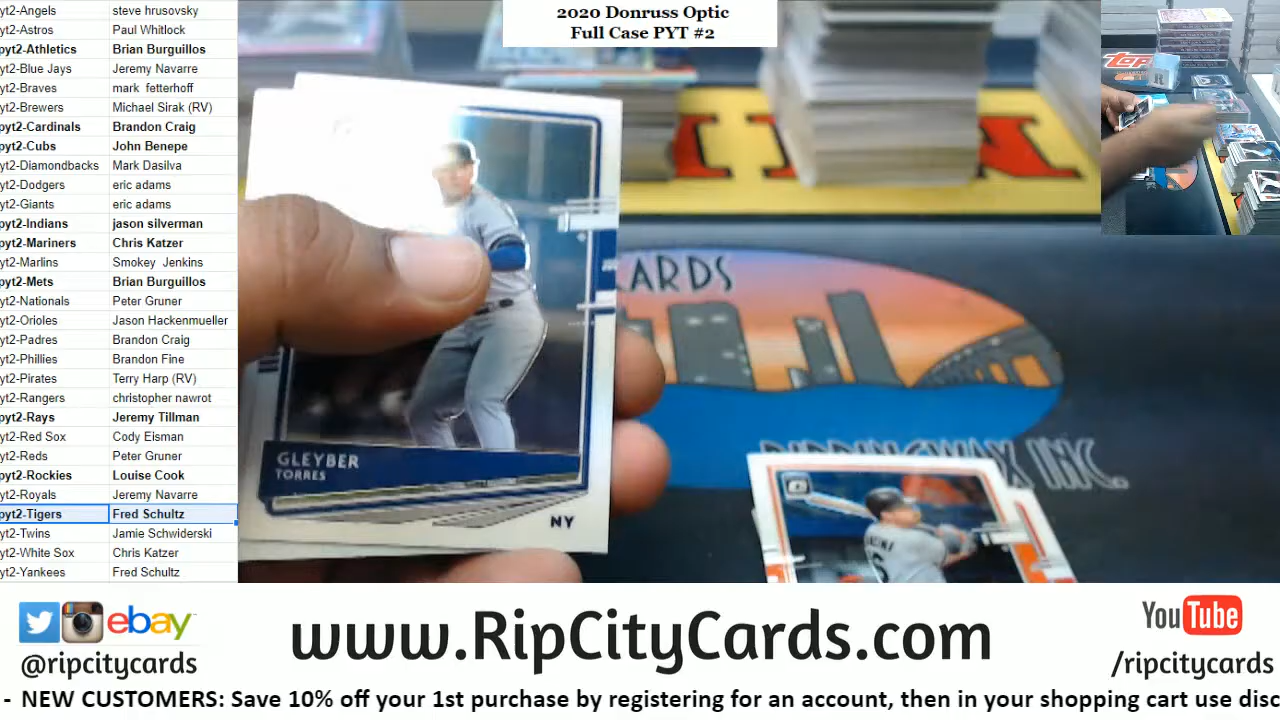 2020 Donruss Optic
Full Case PYT #2
pyt2-Angels steve hrusovsky
pyt2-Astros Paul Whitlock
pyt2-Athletics Brian Burguillos
pyt2-Blue Jays Jeremy Navarre
pyt2-Braves mark fetterhoff
pyt2-Brewers Michael Sirak (RV)
pyt2-Cardinals Brandon Craig
pyt2-Cubs John Benepe
pyt2-Diamondbacks Mark Dasilva
pyt2-Dodgers eric adams
pyt2-Giants eric adams
pyt2-Indians jason silverman
pyt2-Mariners Chris Katzer
pyt2-Marlins Smokey Jenkins
pyt2-Mets Brian Burguillos
pyt2-Nationals Peter Gruner
pyt2-Orioles Jason Hackenmueller
pyt2-Padres Brandon Craig
pyt2-Phillies Brandon Fine
pyt2-Pirates Terry Harp (RV)
pyt2-Rangers christopher nawrot
pyt2-Rays Jeremy Tillman
pyt2-Red Sox Cody Elsman
pyt2-Reds Peter Gruner
pyt2-Rockies Louise Cook
pyt2-Royals Jeremy Navarre
pyt2-Tigers Fred Schultz
pyt2-Twins Jamie Schwiderski
pyt2-White Sox Chris Katzer
pyt2-Yankees Fred Schultz
GLEYBER
TORRES
NY
CARDS
INC.
ebay
@ripcitycards
www.RipCityCards.com
YouTube
/ripcitycards
- NEW CUSTOMERS: Save 10% off your 1st purchase by registering for an account, then in your shopping cart use disc